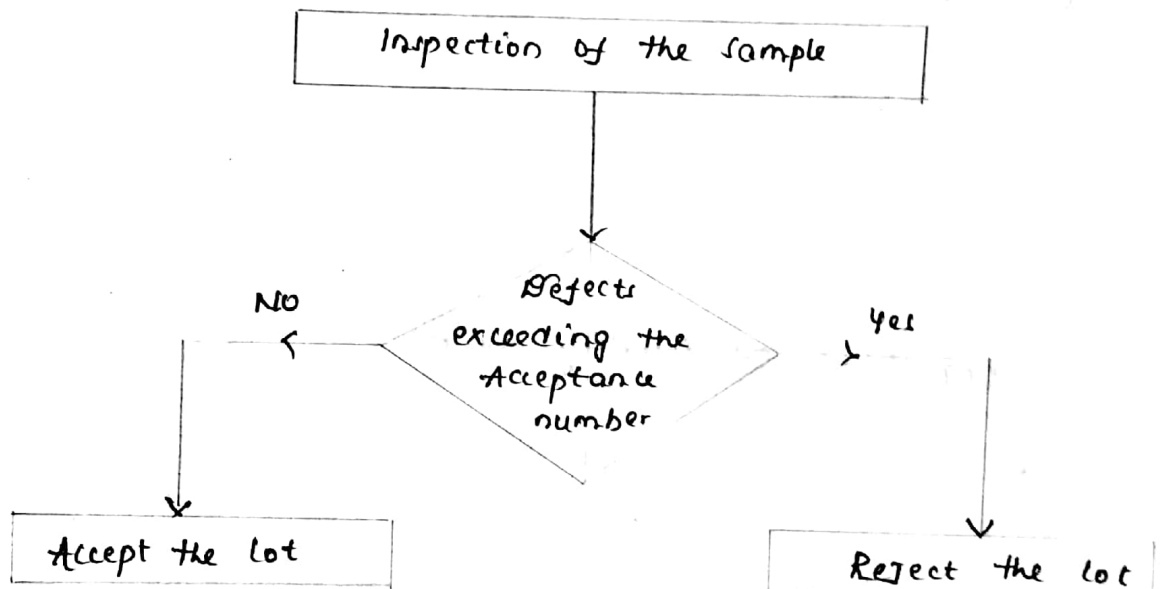 Inspection of the sample
Defects
exceeding the
Acceptance
number
NO
Yes
Accept the lot
Reject the lot